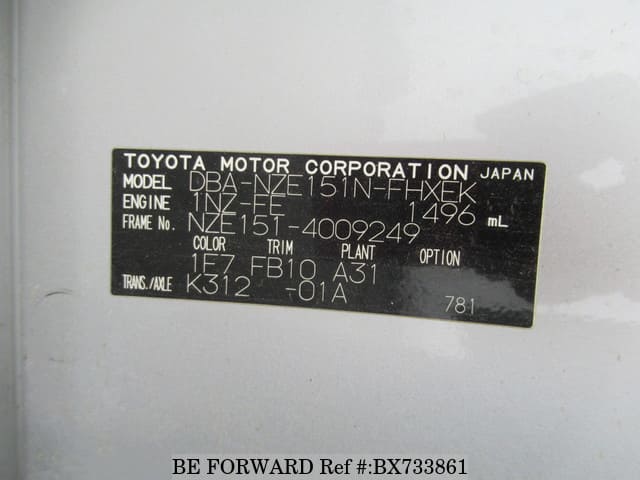 TOYOTA MOTOR CORPORATION JAPAN
MODEL DBA-NZE151N-FHXEK
ENGINE 1NZ-FE 1496 mL
FRAME No. NZE151-4009249
COLOR TRIM PLANT OPTION
1F7 FB10 A31
TRANS./AXLE K312 -01A
781
BE FORWARD Ref #:BX733861